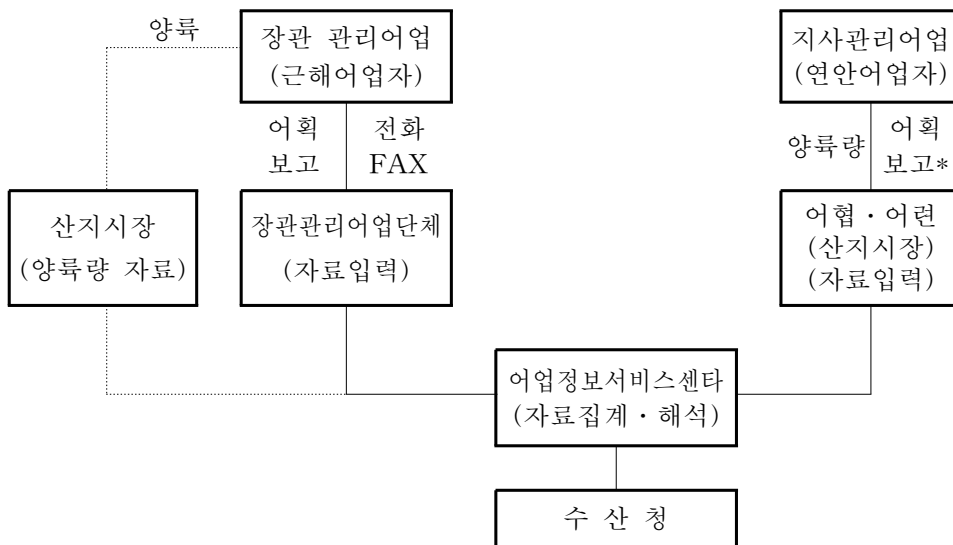 양륙
장관 관리어업
(근해어업자)
지사관리어업
(연안어업자)
어획
보고
전화
FAX
양륙량
어획
보고*
산지시장
(양륙량 자료)
장관관리어업단체
(자료입력)
어협・어련
(산지시장)
(자료입력)
어업정보서비스센타
(자료집계・해석)
수 산 청